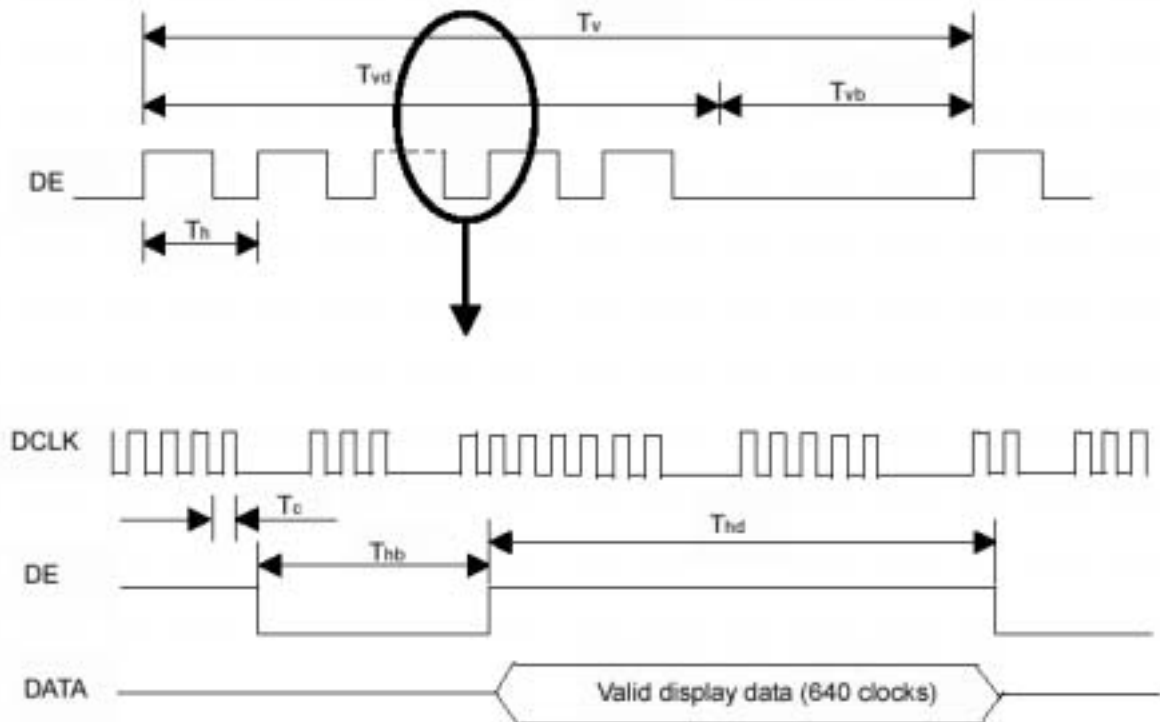 Tv
Tvd
Tvb
DE
Th
DCLK
Tc
Thd
Thb
DE
DATA
Valid display data (640 clocks)